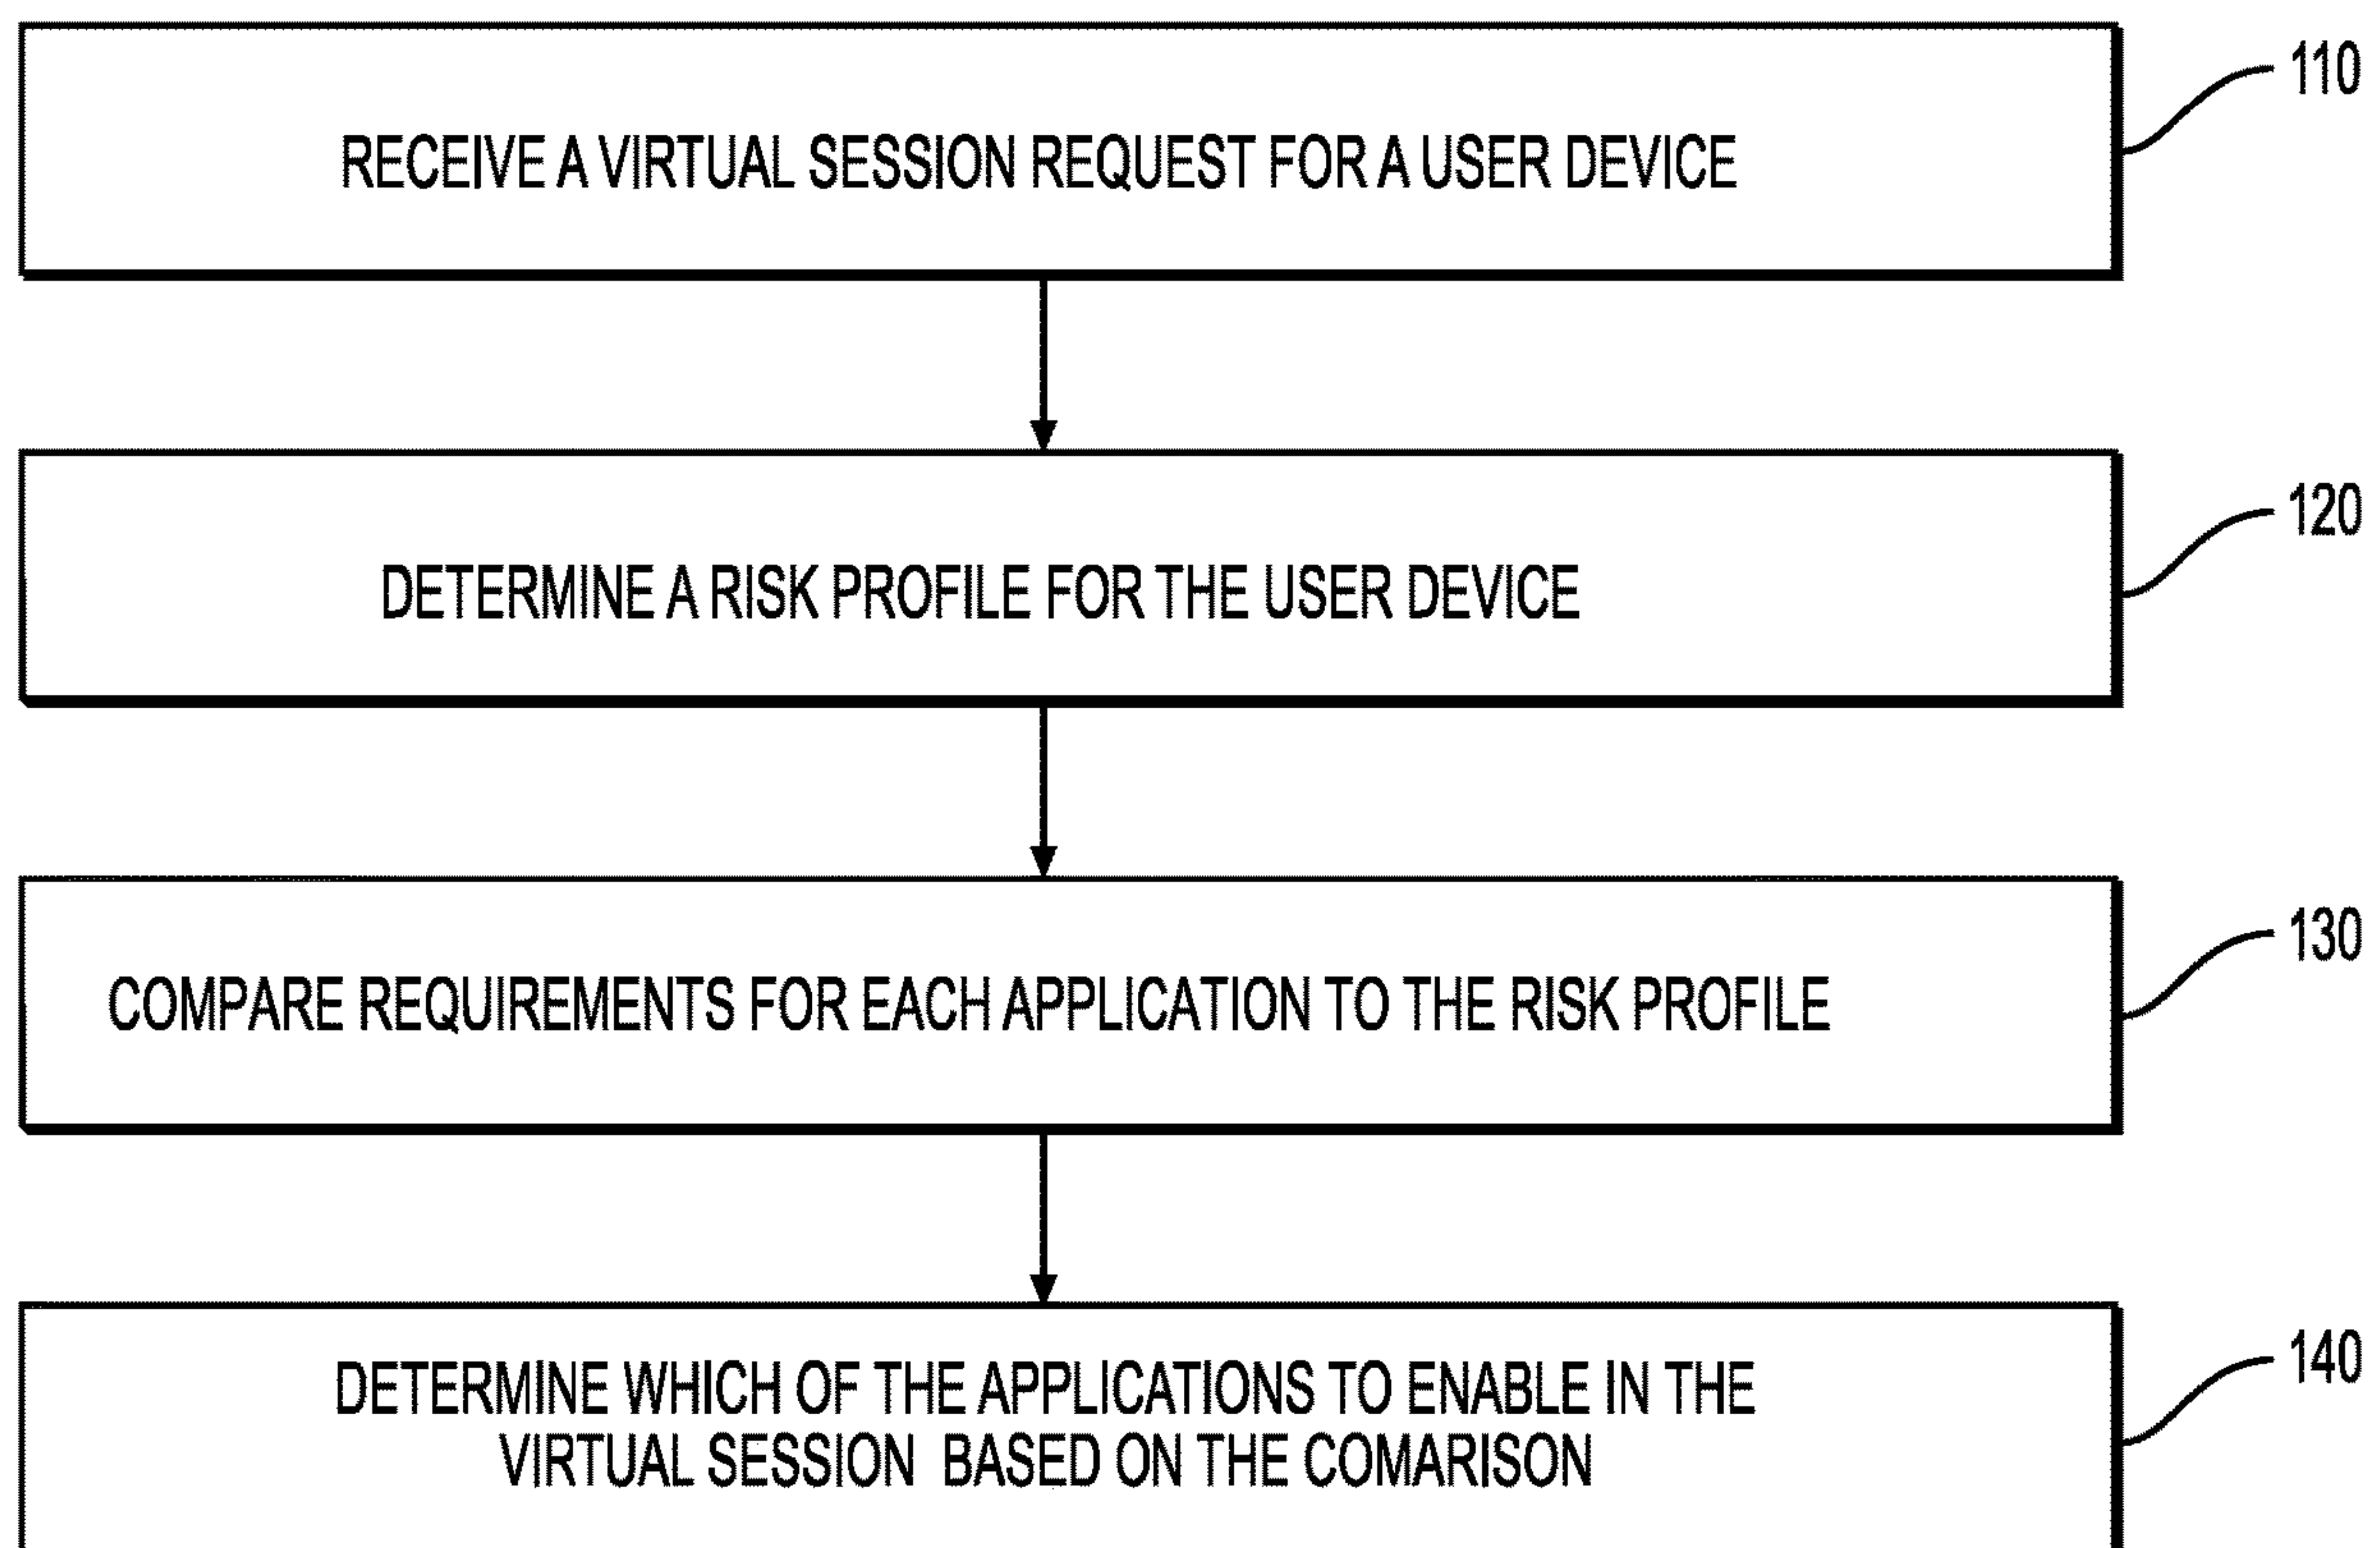 110
RECEIVE A VIRTUAL SESSION REQUEST FOR A USER DEVICE
120
DETERMINE A RISK PROFILE FOR THE USER DEVICE
130
COMPARE REQUIREMENTS FOR EACH APPLICATION TO THE RISK PROFILE
140
DETERMINE WHICH OF THE APPLICATIONS TO ENABLE IN THE
VIRTUAL SESSION BASED ON THE COMARISON